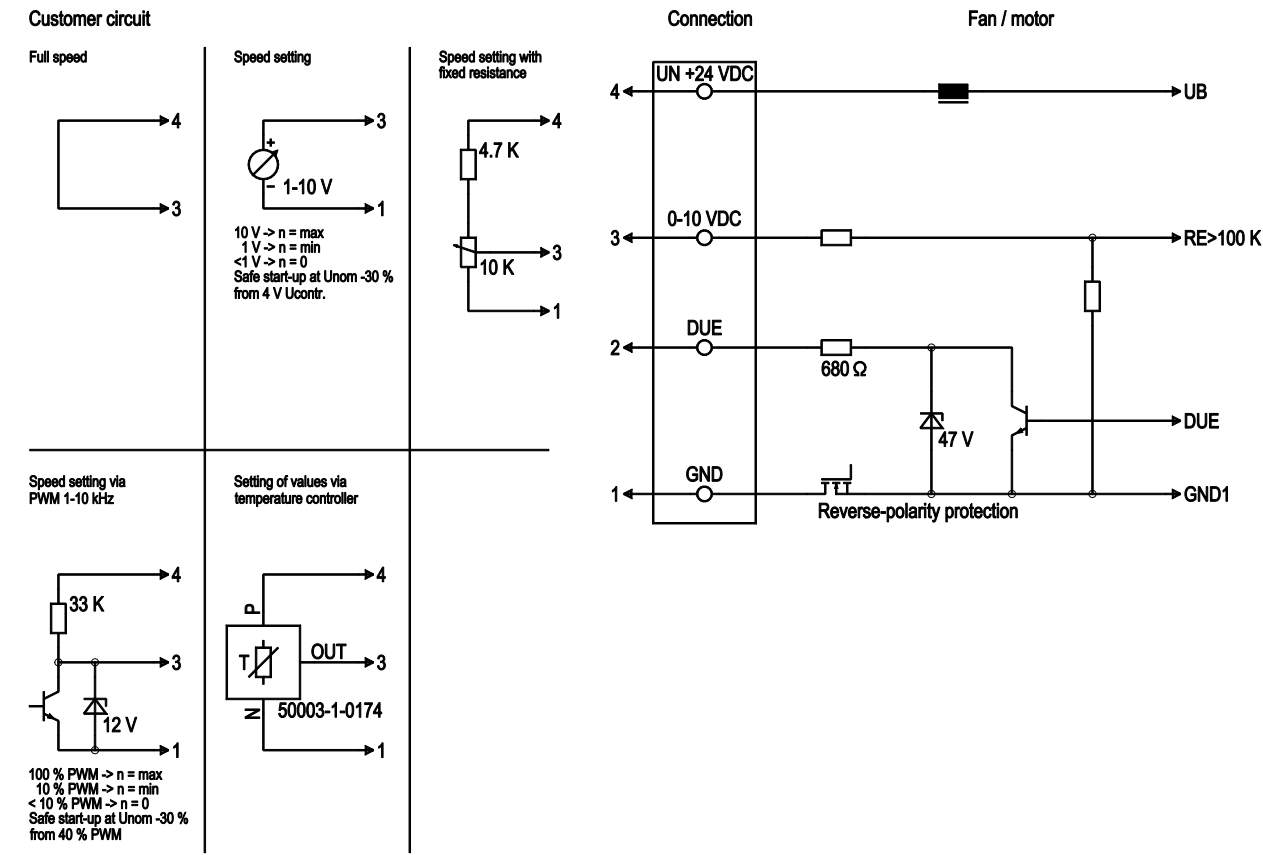 Customer circuit
Connection
Fan / motor
Full speed
Speed setting
Speed setting with
fixed resistance
4
3
3
+
–
1-10 V
1
10 V -> n = max
1 V -> n = min
<1 V -> n = 0
Safe start-up at Unom -30 %
from 4 V Ucontr.
4
4.7 K
3
10 K
1
4
UN +24 VDC
UB
3
0-10 VDC
RE>100 K
2
DUE
680 Ω
47 V
DUE
1
GND
GND1
Reverse-polarity protection
Speed setting via
PWM 1-10 kHz
Setting of values via
temperature controller
4
33 K
3
12 V
1
100 % PWM -> n = max
10 % PWM -> n = min
< 10 % PWM -> n = 0
Safe start-up at Unom -30 %
from 40 % PWM
4
P
T
OUT
3
N
50003-1-0174
1